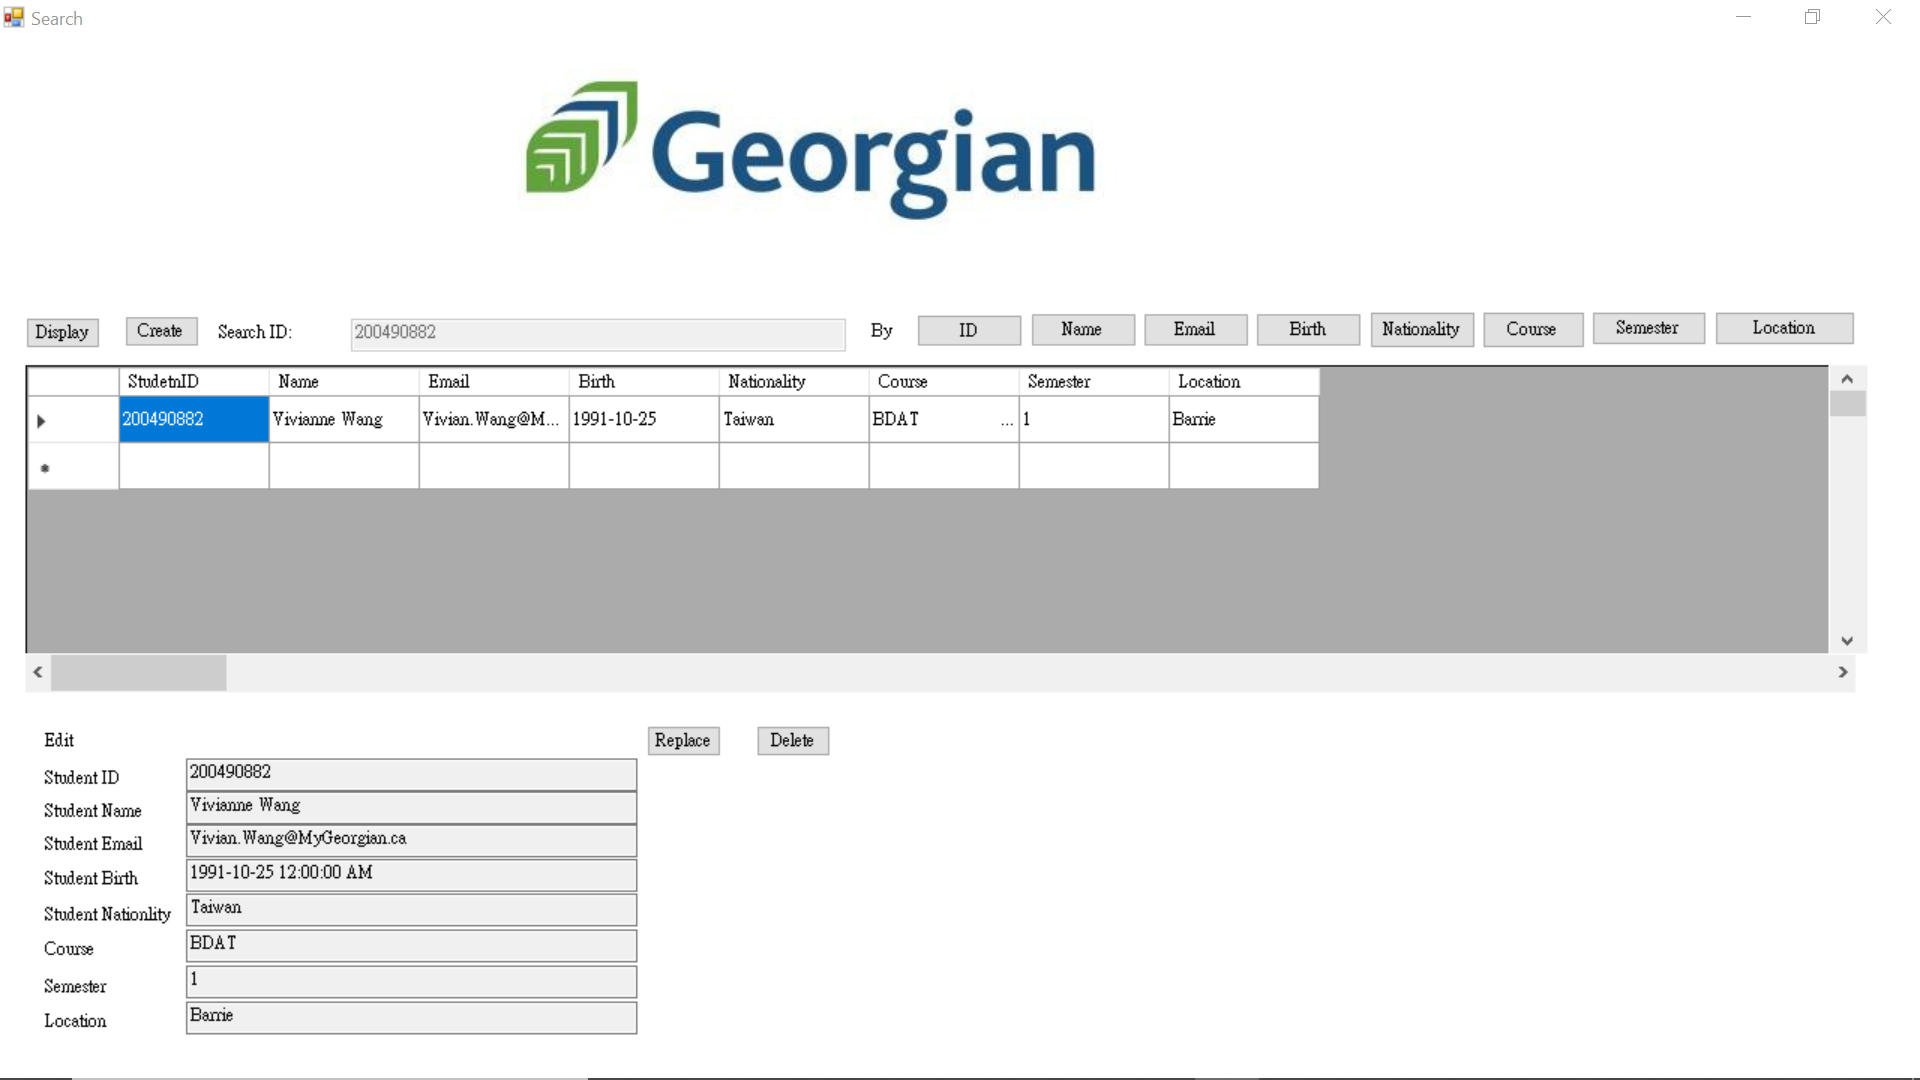 Search
Georgian
Display Create Search ID: 200490882 By ID Name Email Birth Nationality Course Semester Location
StudetnID Name Email Birth Nationality Course Semester Location
200490882 Vivianne Wang Vivian.Wang@M... 1991-10-25 Taiwan BDAT ... 1 Barrie
Edit Replace Delete
Student ID 200490882
Student Name Vivianne Wang
Student Email Vivian.Wang@MyGeorgian.ca
Student Birth 1991-10-25 12:00:00 AM
Student Nationlity Taiwan
Course BDAT
Semester 1
Location Barrie